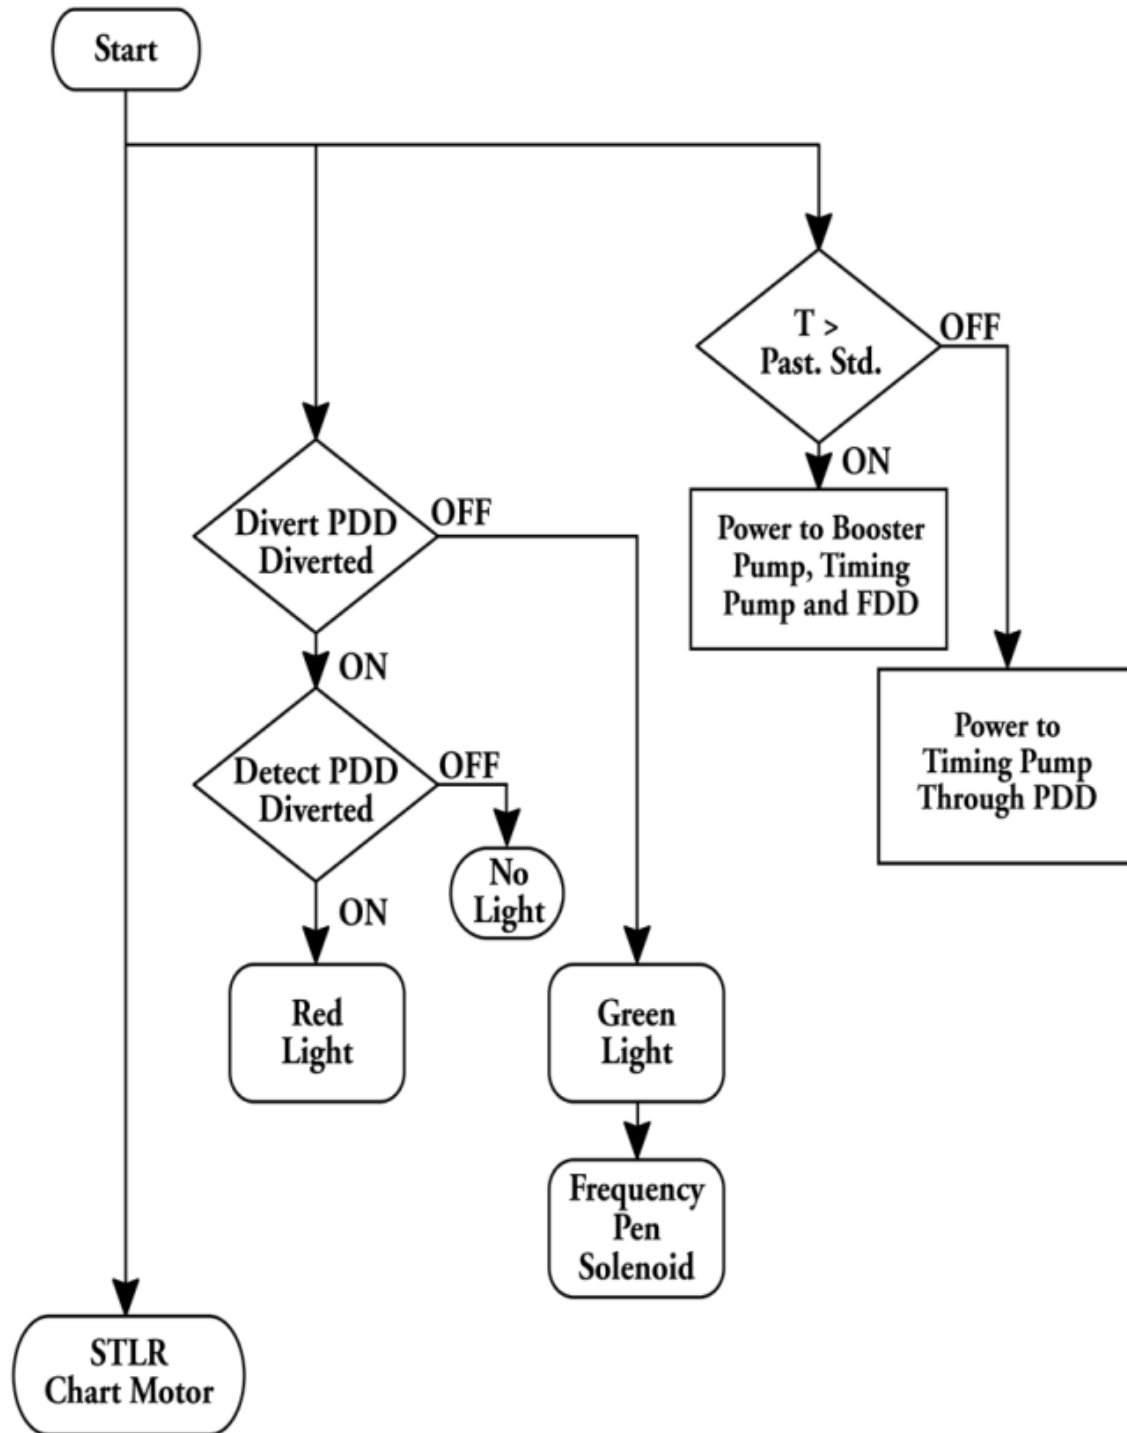 Start
T >
Past. Std.
OFF
ON
Power to Booster
Pump, Timing
Pump and FDD
Divert PDD
Diverted
OFF
ON
Power to
Timing Pump
Through PDD
Detect PDD
Diverted
OFF
No
Light
ON
Red
Light
Green
Light
Frequency
Pen
Solenoid
STLR
Chart Motor